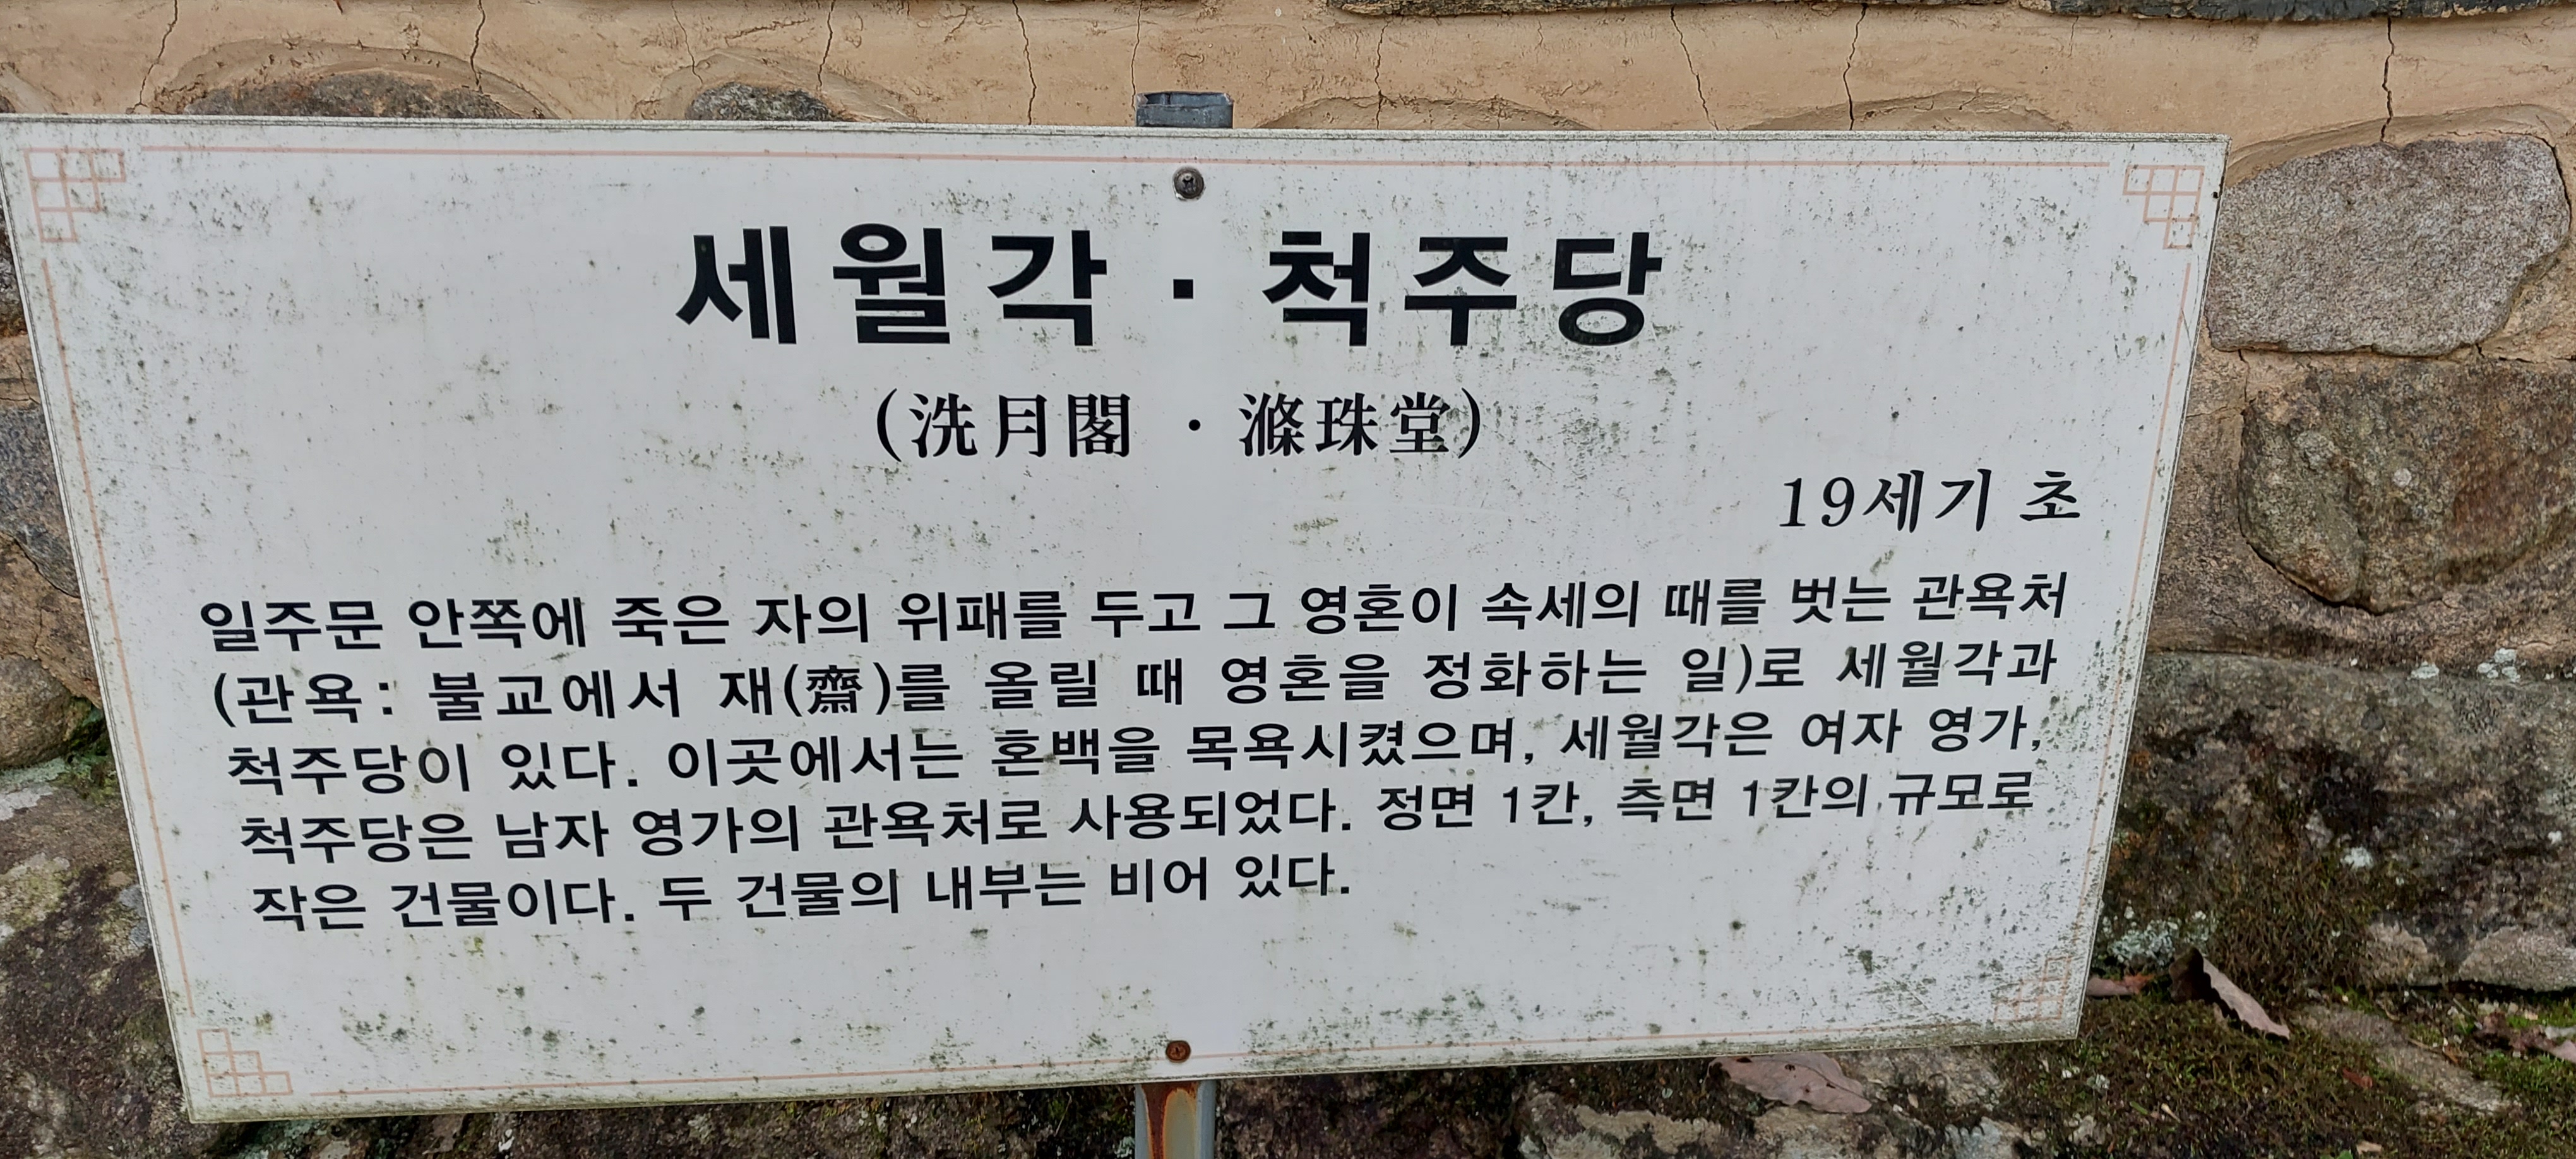 세월각 · 척주당
(洗月閣 · 滌珠堂)
19세기 초
일주문 안쪽에 죽은 자의 위패를 두고 그 영혼이 속세의 때를 벗는 관욕처
(관욕: 불교에서 재(齋)를 올릴 때 영혼을 정화하는 일)로 세월각과
척주당이 있다. 이곳에서는 혼백을 목욕시켰으며, 세월각은 여자 영가,
척주당은 남자 영가의 관욕처로 사용되었다. 정면 1칸, 측면 1칸의 규모로
작은 건물이다. 두 건물의 내부는 비어 있다.